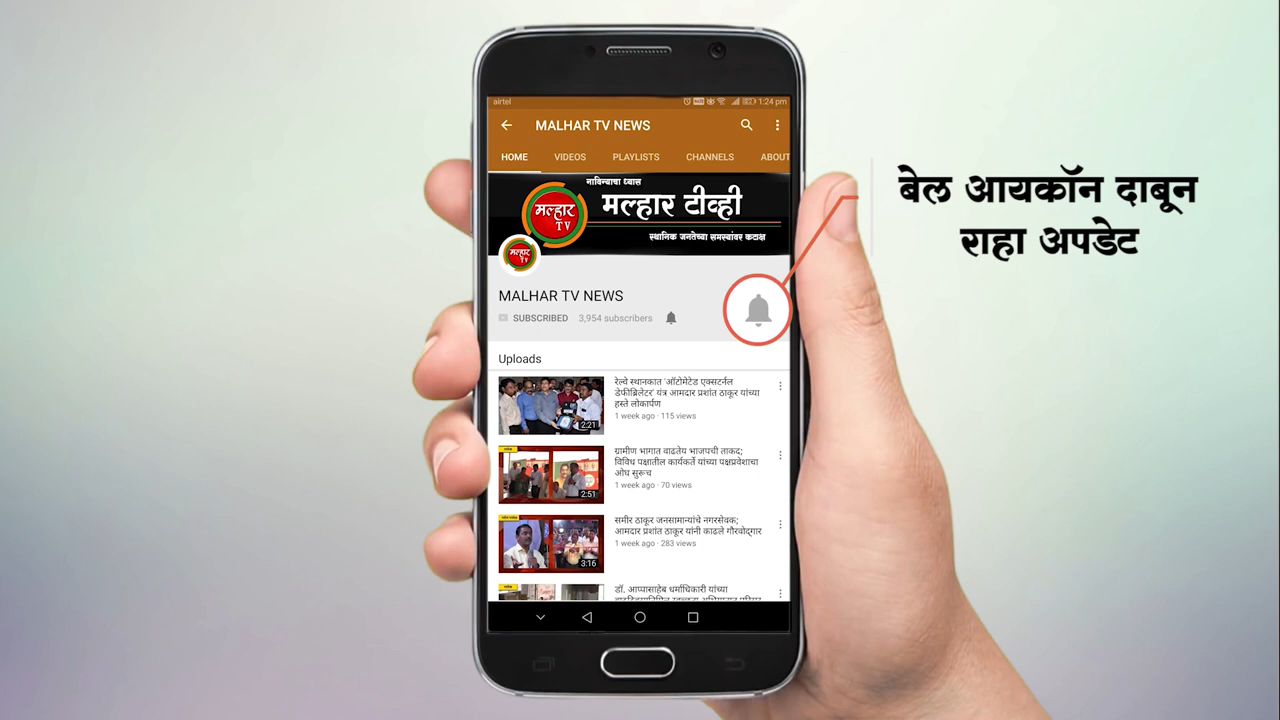 airtel
1:24 pm
MALHAR TV NEWS
HOME VIDEOS PLAYLISTS CHANNELS ABOUT
नाविन्याचा ध्यास
मल्हार टीव्ही
मल्हार
TV
स्थानिक जनतेच्या समस्यांवर कटाक्ष
मल्हार
TV
MALHAR TV NEWS
SUBSCRIBED 3,954 subscribers
Uploads
रेल्वे स्थानकात 'ऑटोमेटेड एक्सटर्नल
डेफीब्रिलेटर' यंत्र आमदार प्रशांत ठाकूर यांच्या
हस्ते लोकार्पण
1 week ago · 115 views
2:21
ग्रामीण भागात वाढतेय भाजपची ताकद;
विविध पक्षातील कार्यकर्ते यांच्या पक्षप्रवेशाचा
ओघ सुरूच
1 week ago · 70 views
2:51
समीर ठाकूर जनसामान्यांचे नगरसेवक;
आमदार प्रशांत ठाकूर यांनी काढले गौरवोद्गार
1 week ago · 283 views
3:16
डॉ. आप्पासाहेब धर्माधिकारी यांच्या
बेल आयकॉन दाबून
राहा अपडेट